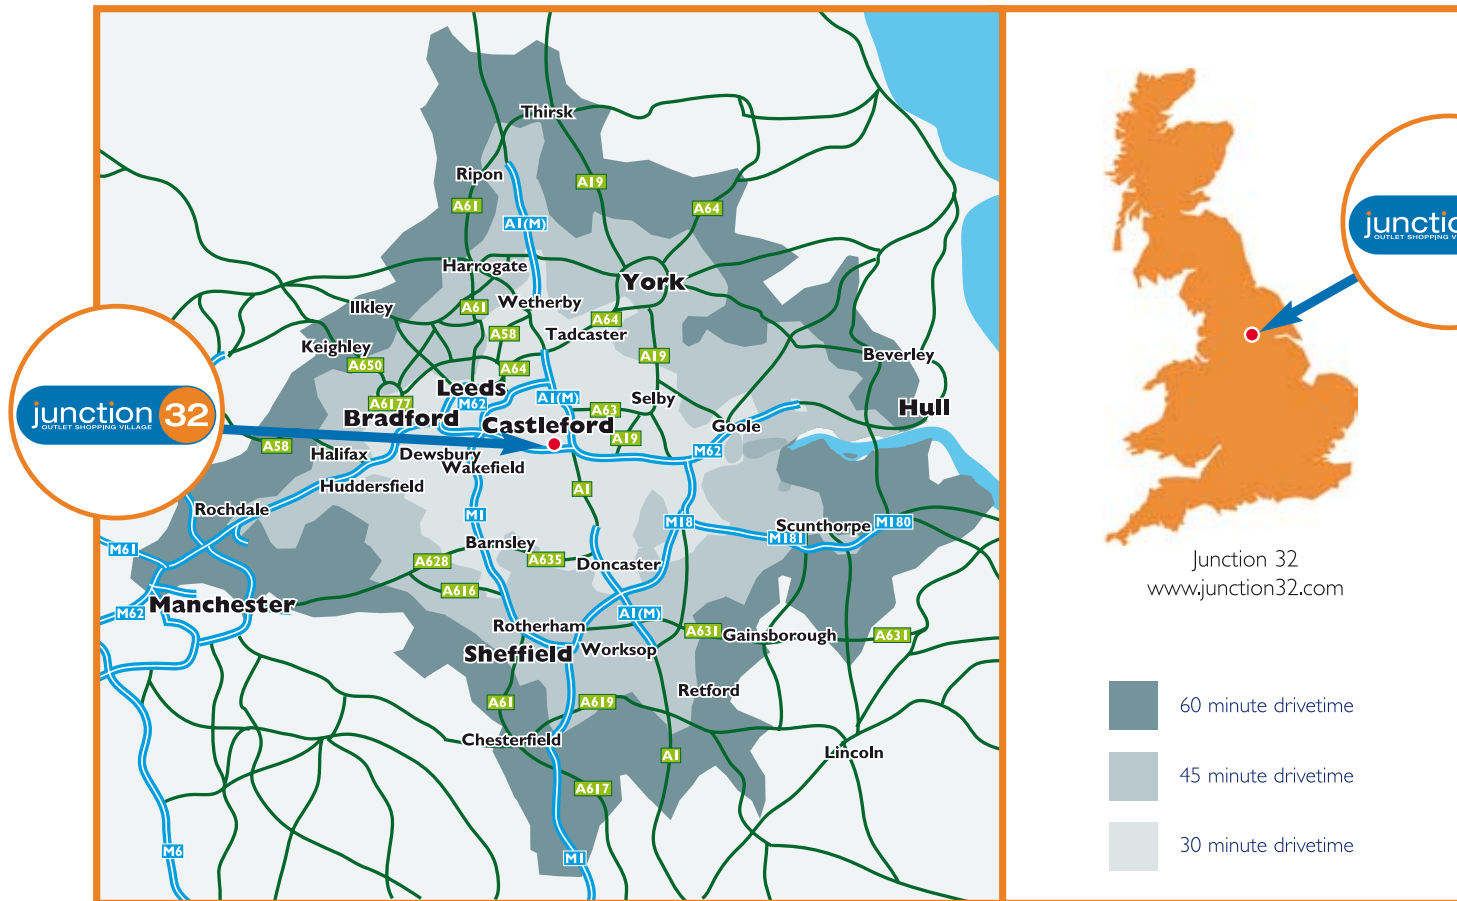 Thirsk
Ripon
A19
A61
A64
A1(M)
Harrogate
York
Wetherby
Ilkley
A61
A64
A58
Tadcaster
Keighley
A19
Beverley
A650
A64
Leeds
A1(M)
Selby
A6177
M62
A63
Hull
junction 32
OUTLET SHOPPING VILLAGE
Bradford
Castleford
Goole
A19
A58
Halifax
Dewsbury
M62
Wakefield
Huddersfield
A1
Rochdale
M1
M18
Scunthorpe
M180
M181
M61
Barnsley
A628
A635
Doncaster
A616
Manchester
M62
A1(M)
Rotherham
A631
Gainsborough
A631
Sheffield
Worksop
Retford
A61
A619
Chesterfield
A1
Lincoln
A617
M6
M1
Junction 32
www.junction32.com
60 minute drivetime
45 minute drivetime
30 minute drivetime